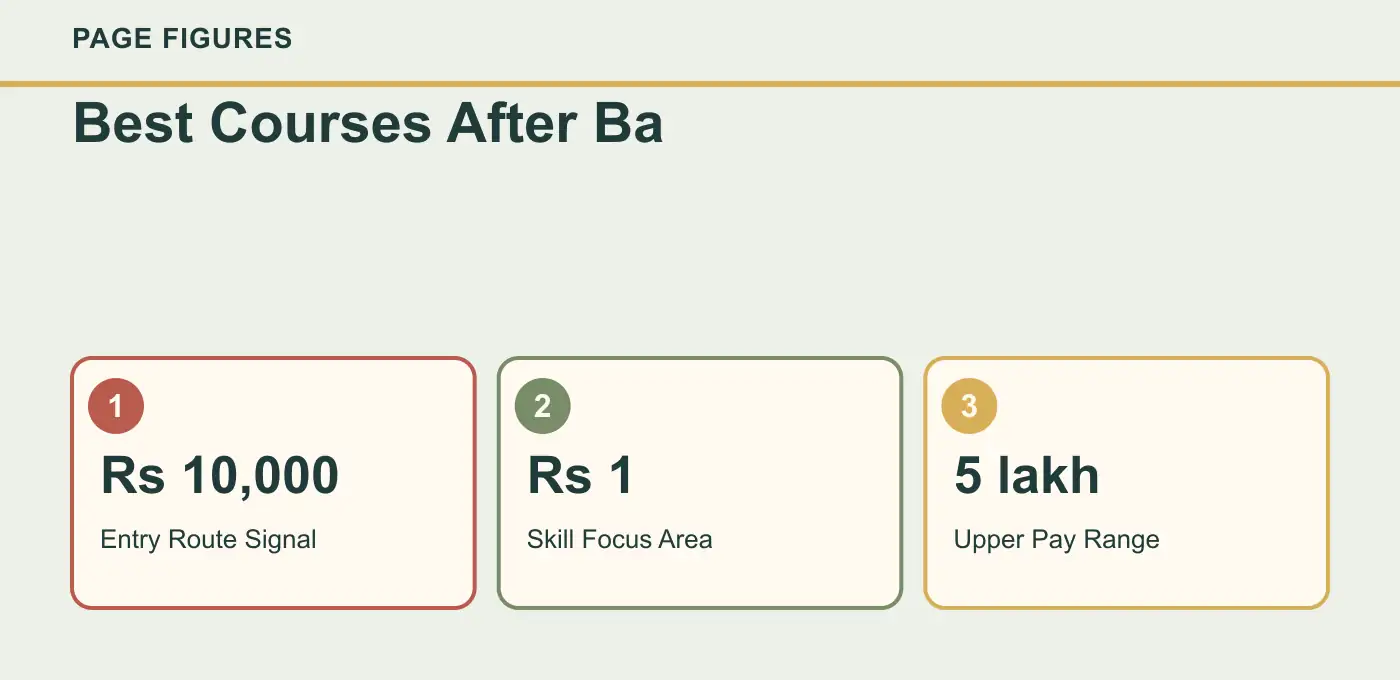 PAGE FIGURES
Best Courses After Ba
1
Rs 10,000
Entry Route Signal
2
Rs 1
Skill Focus Area
3
5 lakh
Upper Pay Range